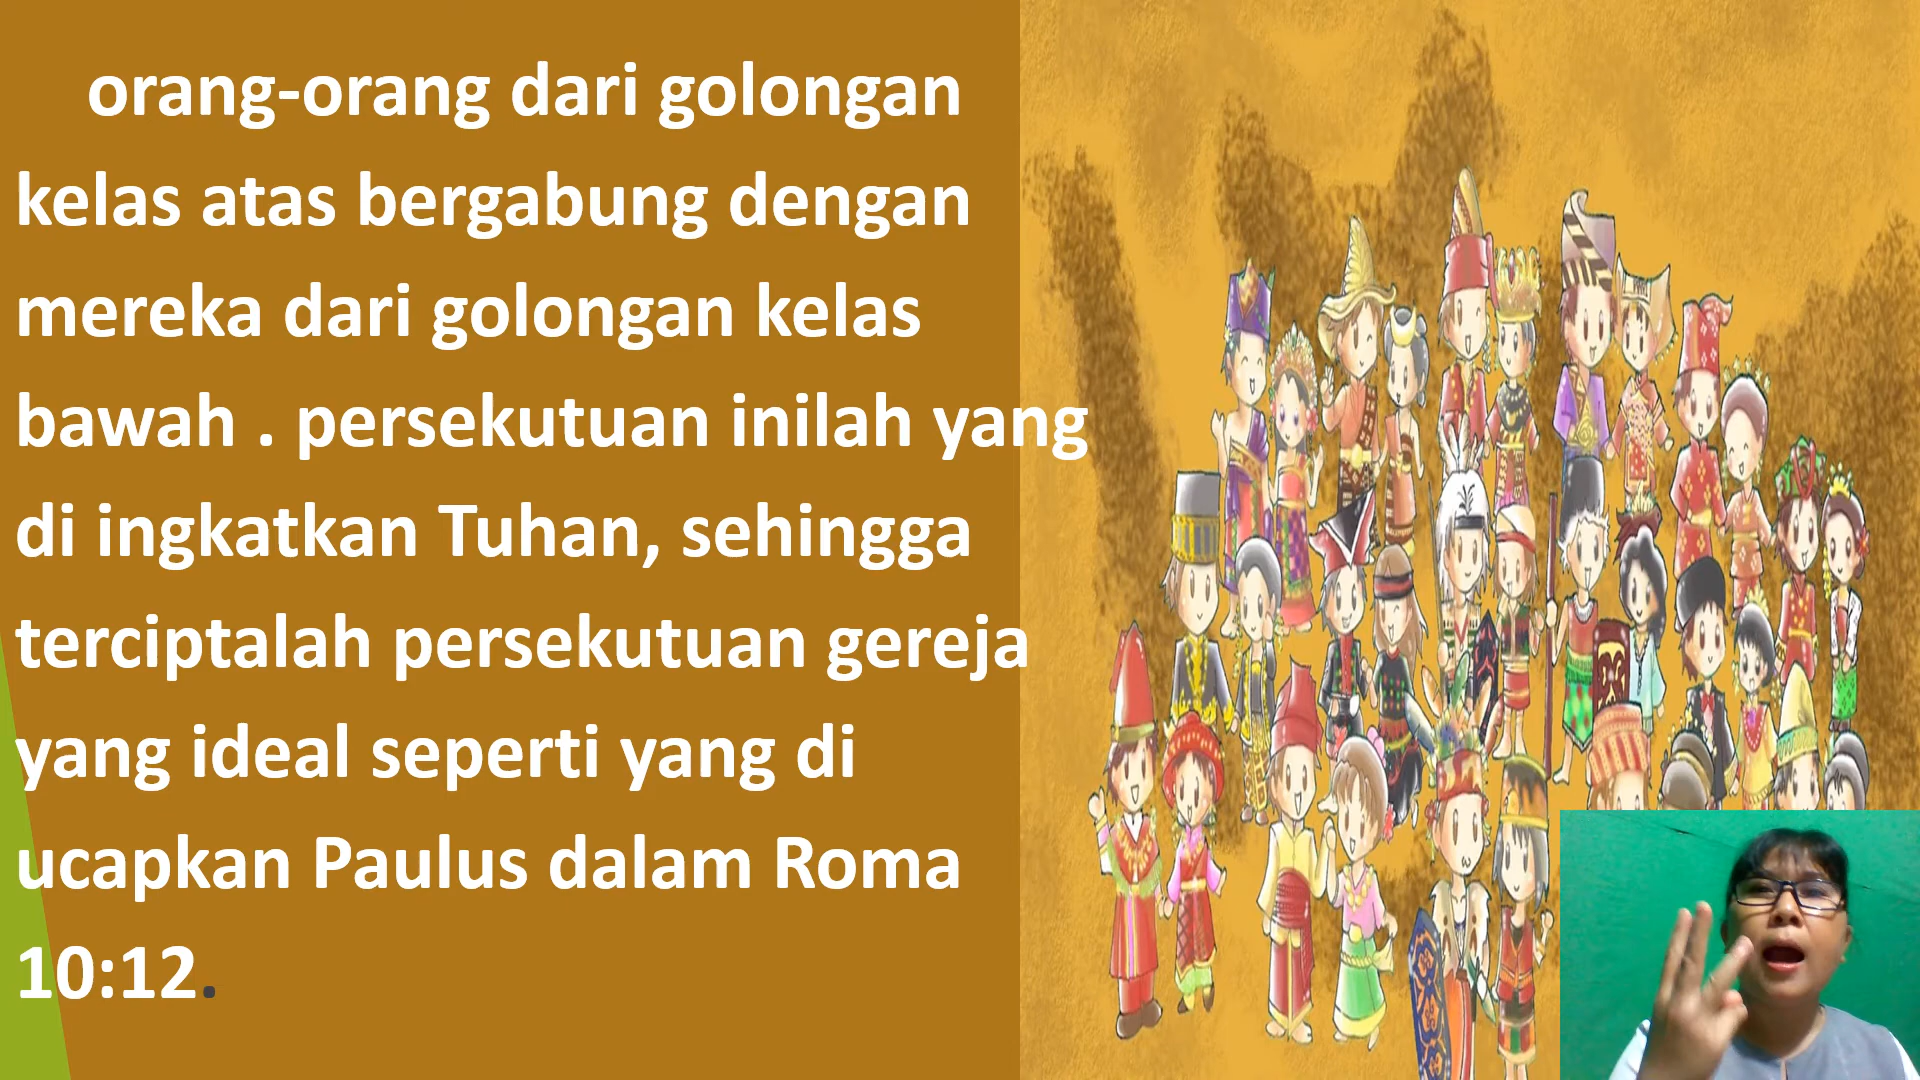 orang-orang dari golongan
kelas atas bergabung dengan
mereka dari golongan kelas
bawah . persekutuan inilah yang
di ingkatkan Tuhan, sehingga
terciptalah persekutuan gereja
yang ideal seperti yang di
ucapkan Paulus dalam Roma
10:12.